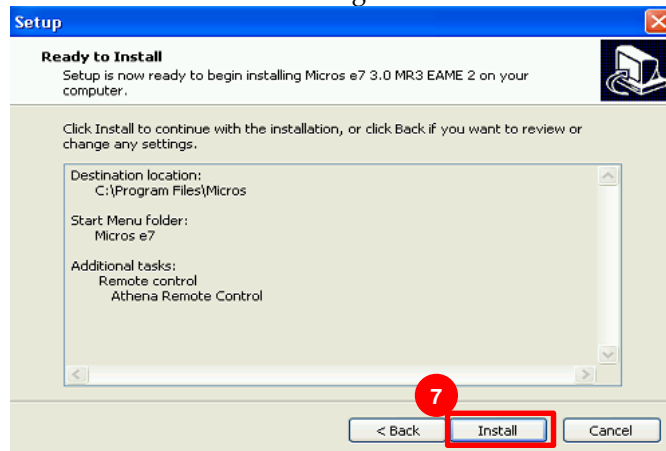 Setup
Ready to Install
Setup is now ready to begin installing Micros e7 3.0 MR3 EAME 2 on your
computer.
Click Install to continue with the installation, or click Back if you want to review or
change any settings.
Destination location:
C:\Program Files\Micros
Start Menu folder:
Micros e7
Additional tasks:
Remote control
Athena Remote Control
7
< Back
Install
Cancel